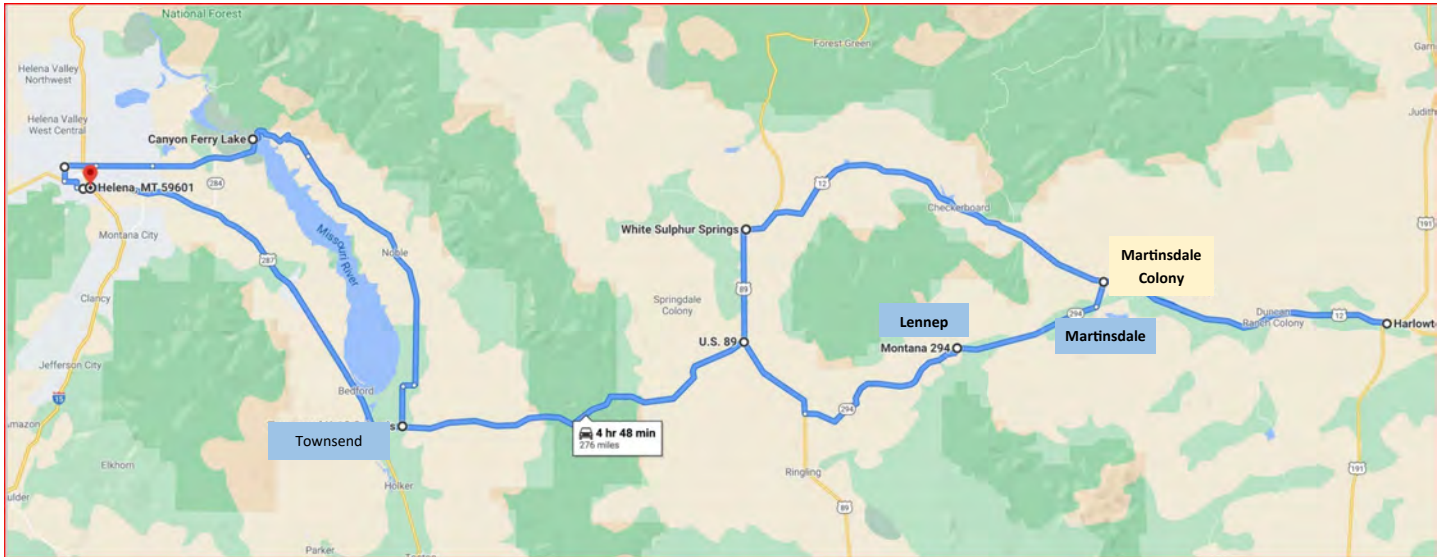 National Forest
Forest Green
Helena Valley
Northwest
Helena Valley
West Central
Canyon Ferry Lake
Helena, MT 59601
284
12
Checkerboard
191
Montana City
287
Missouri River
Noble
White Sulphur Springs
Martinsdale
Colony
Clancy
Springdale
Colony
89
Lennep
294
Martinsdale
Duncan
Ranch Colony
12
Harlowt
U.S. 89
Montana 294
Jefferson City
15
Bedford
294
Townsend
s
4 hr 48 min
276 miles
Elkhorn
Holker
Ringling
191
89
Parker